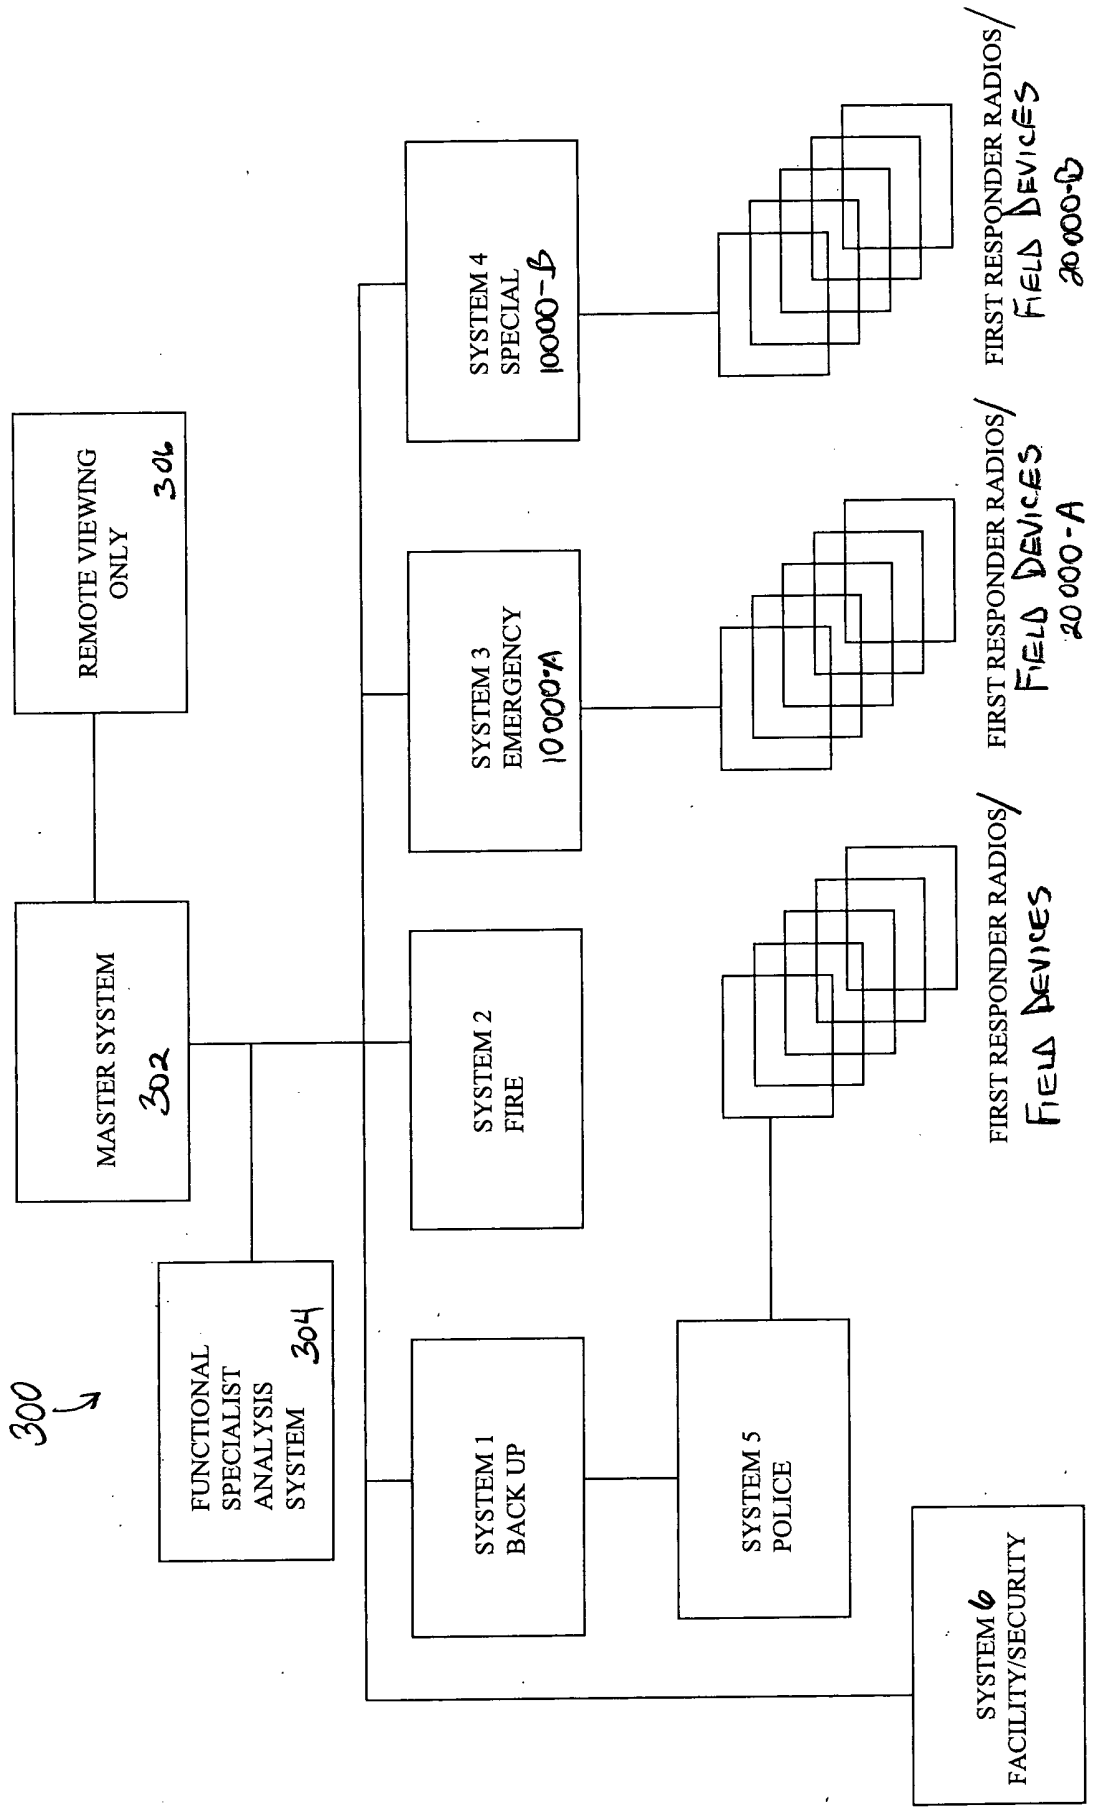 300
MASTER SYSTEM
302
REMOTE VIEWING
ONLY
306
FUNCTIONAL
SPECIALIST
ANALYSIS
SYSTEM
304
SYSTEM 1
BACK UP
SYSTEM 2
FIRE
SYSTEM 3
EMERGENCY
10000-A
SYSTEM 4
SPECIAL
10000-B
SYSTEM 5
POLICE
SYSTEM 6
FACILITY/SECURITY
FIRST RESPONDER RADIOS/
FIELD DEVICES
FIRST RESPONDER RADIOS/
FIELD DEVICES
20000-A
FIRST RESPONDER RADIOS/
FIELD DEVICES
20000-B